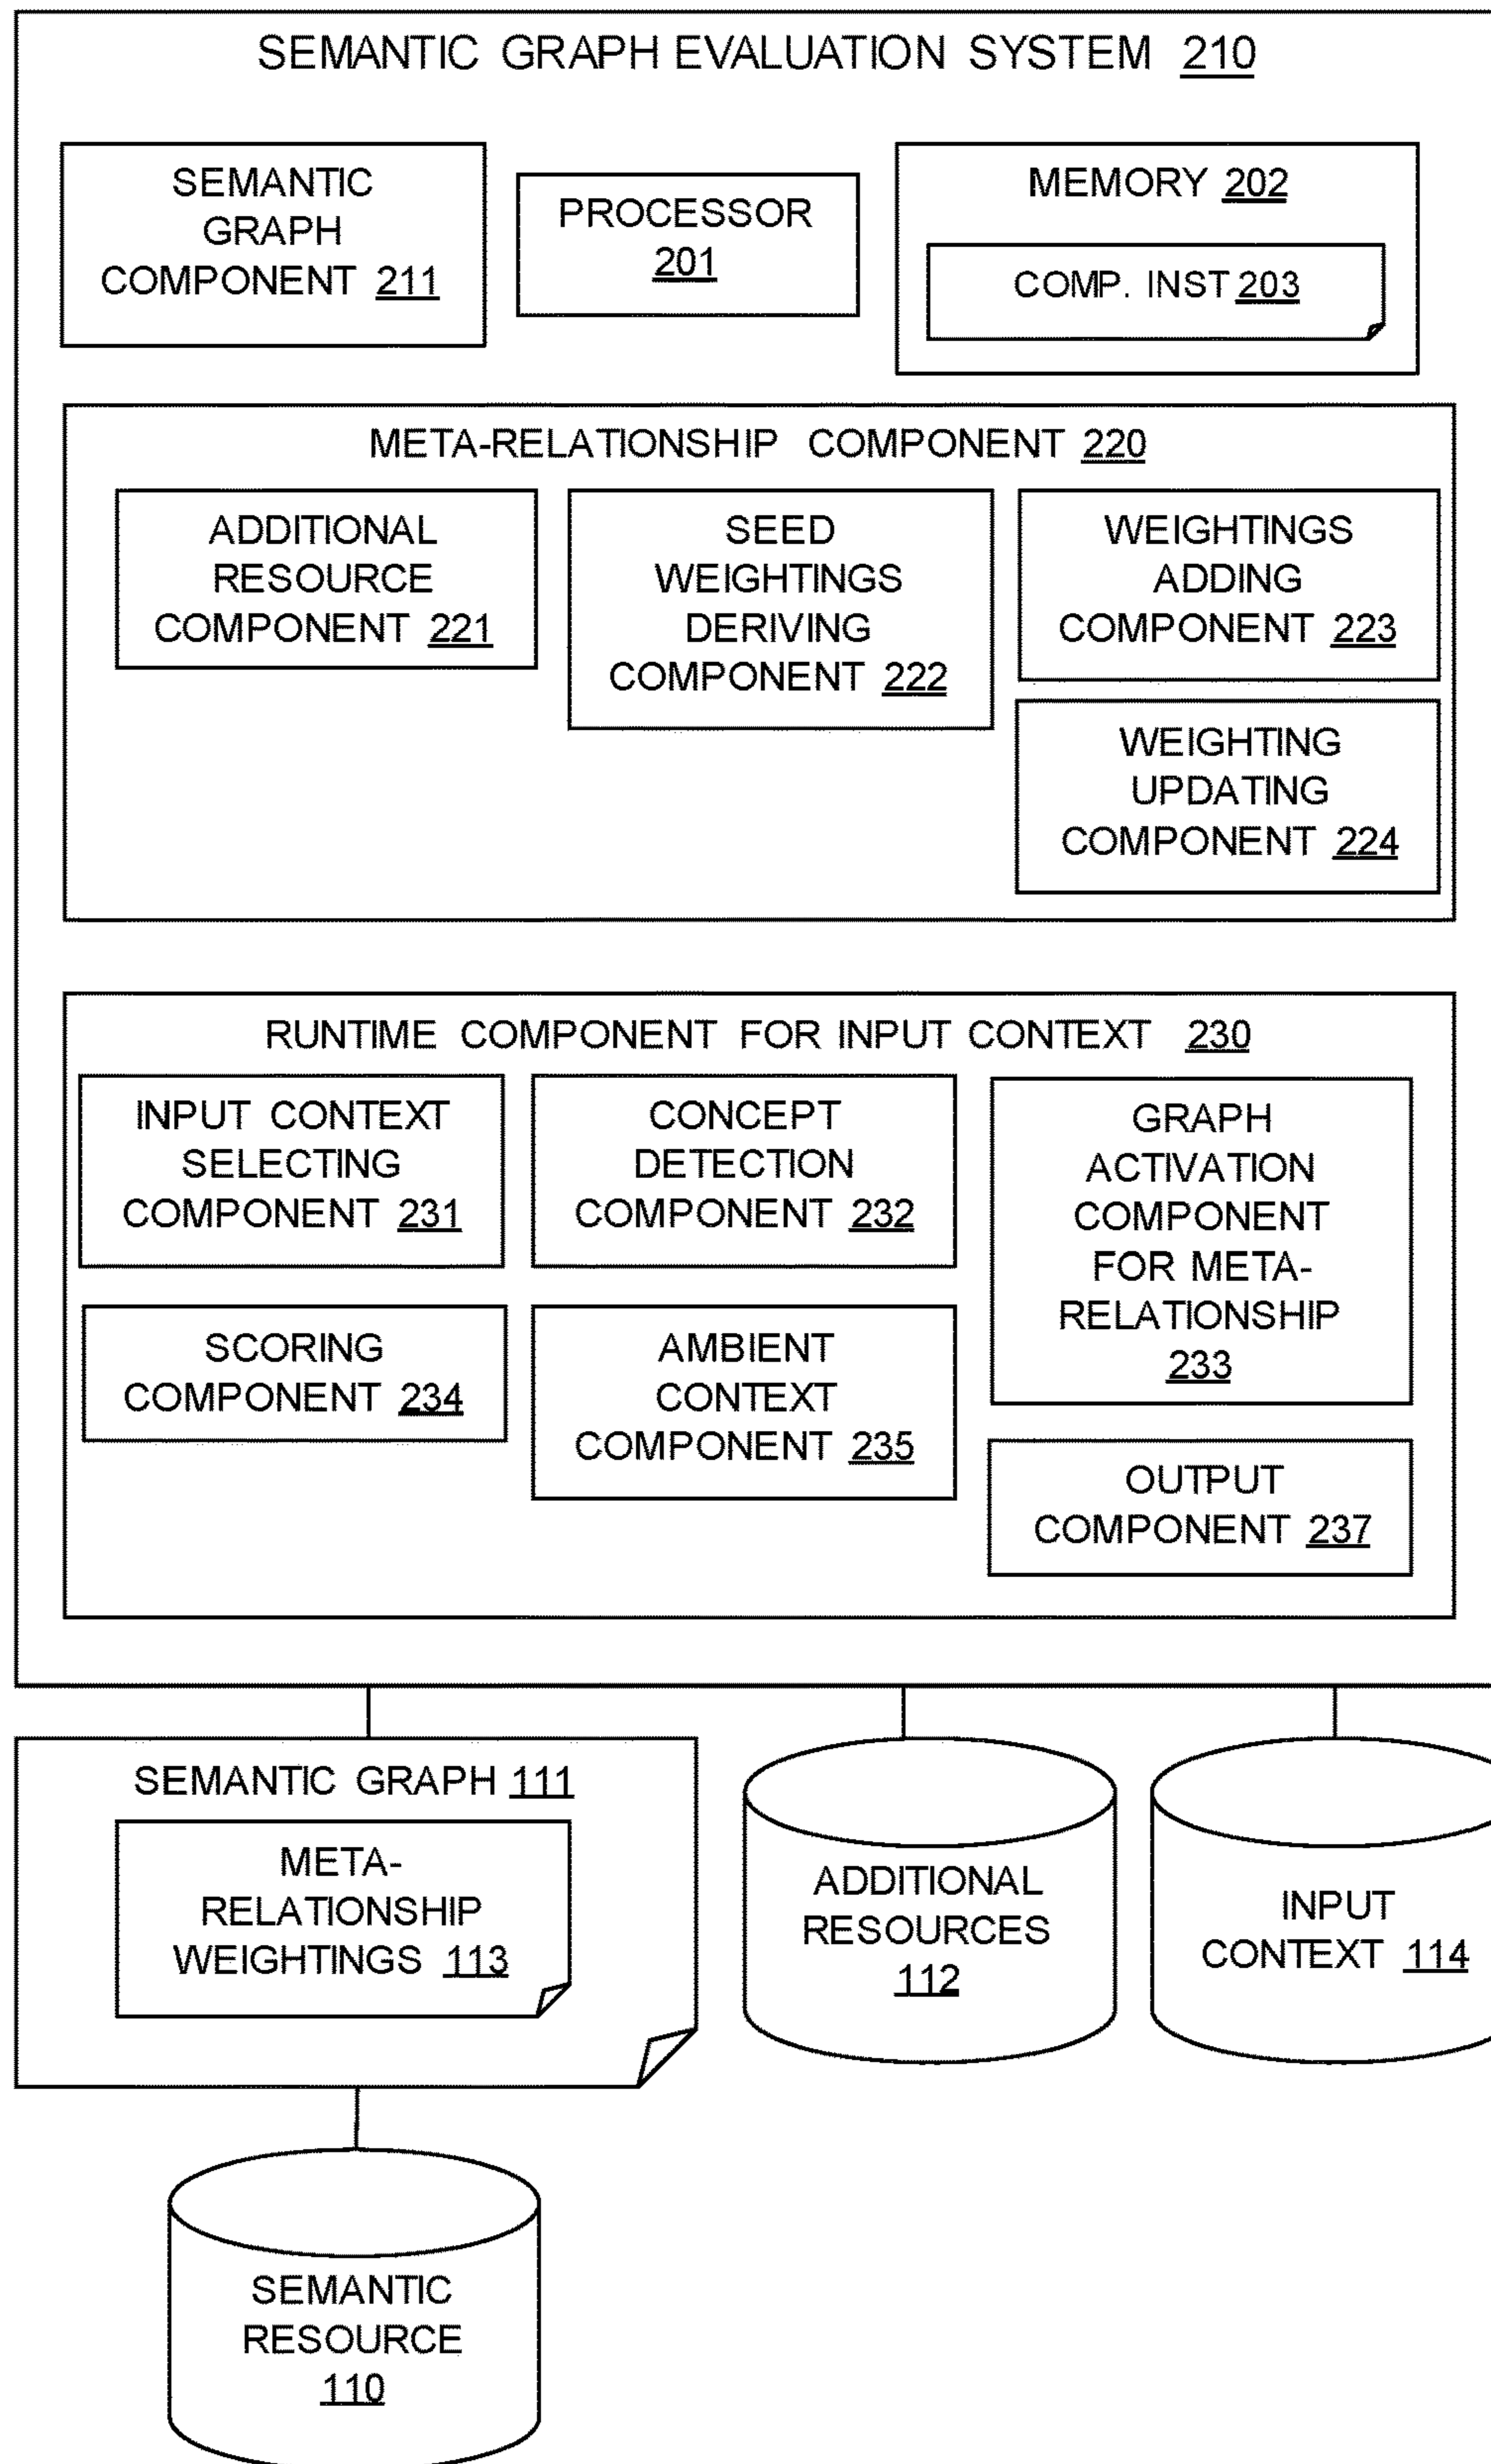 SEMANTIC GRAPH EVALUATION SYSTEM 210
SEMANTIC
GRAPH
COMPONENT 211
PROCESSOR
201
MEMORY 202
COMP. INST 203
META-RELATIONSHIP COMPONENT 220
ADDITIONAL
RESOURCE
COMPONENT 221
SEED
WEIGHTINGS
DERIVING
COMPONENT 222
WEIGHTINGS
ADDING
COMPONENT 223
WEIGHTING
UPDATING
COMPONENT 224
RUNTIME COMPONENT FOR INPUT CONTEXT 230
INPUT CONTEXT
SELECTING
COMPONENT 231
CONCEPT
DETECTION
COMPONENT 232
GRAPH
ACTIVATION
COMPONENT
FOR META-
RELATIONSHIP
233
SCORING
COMPONENT 234
AMBIENT
CONTEXT
COMPONENT 235
OUTPUT
COMPONENT 237
SEMANTIC GRAPH 111
META-
RELATIONSHIP
WEIGHTINGS 113
ADDITIONAL
RESOURCES
112
INPUT
CONTEXT 114
SEMANTIC
RESOURCE
110